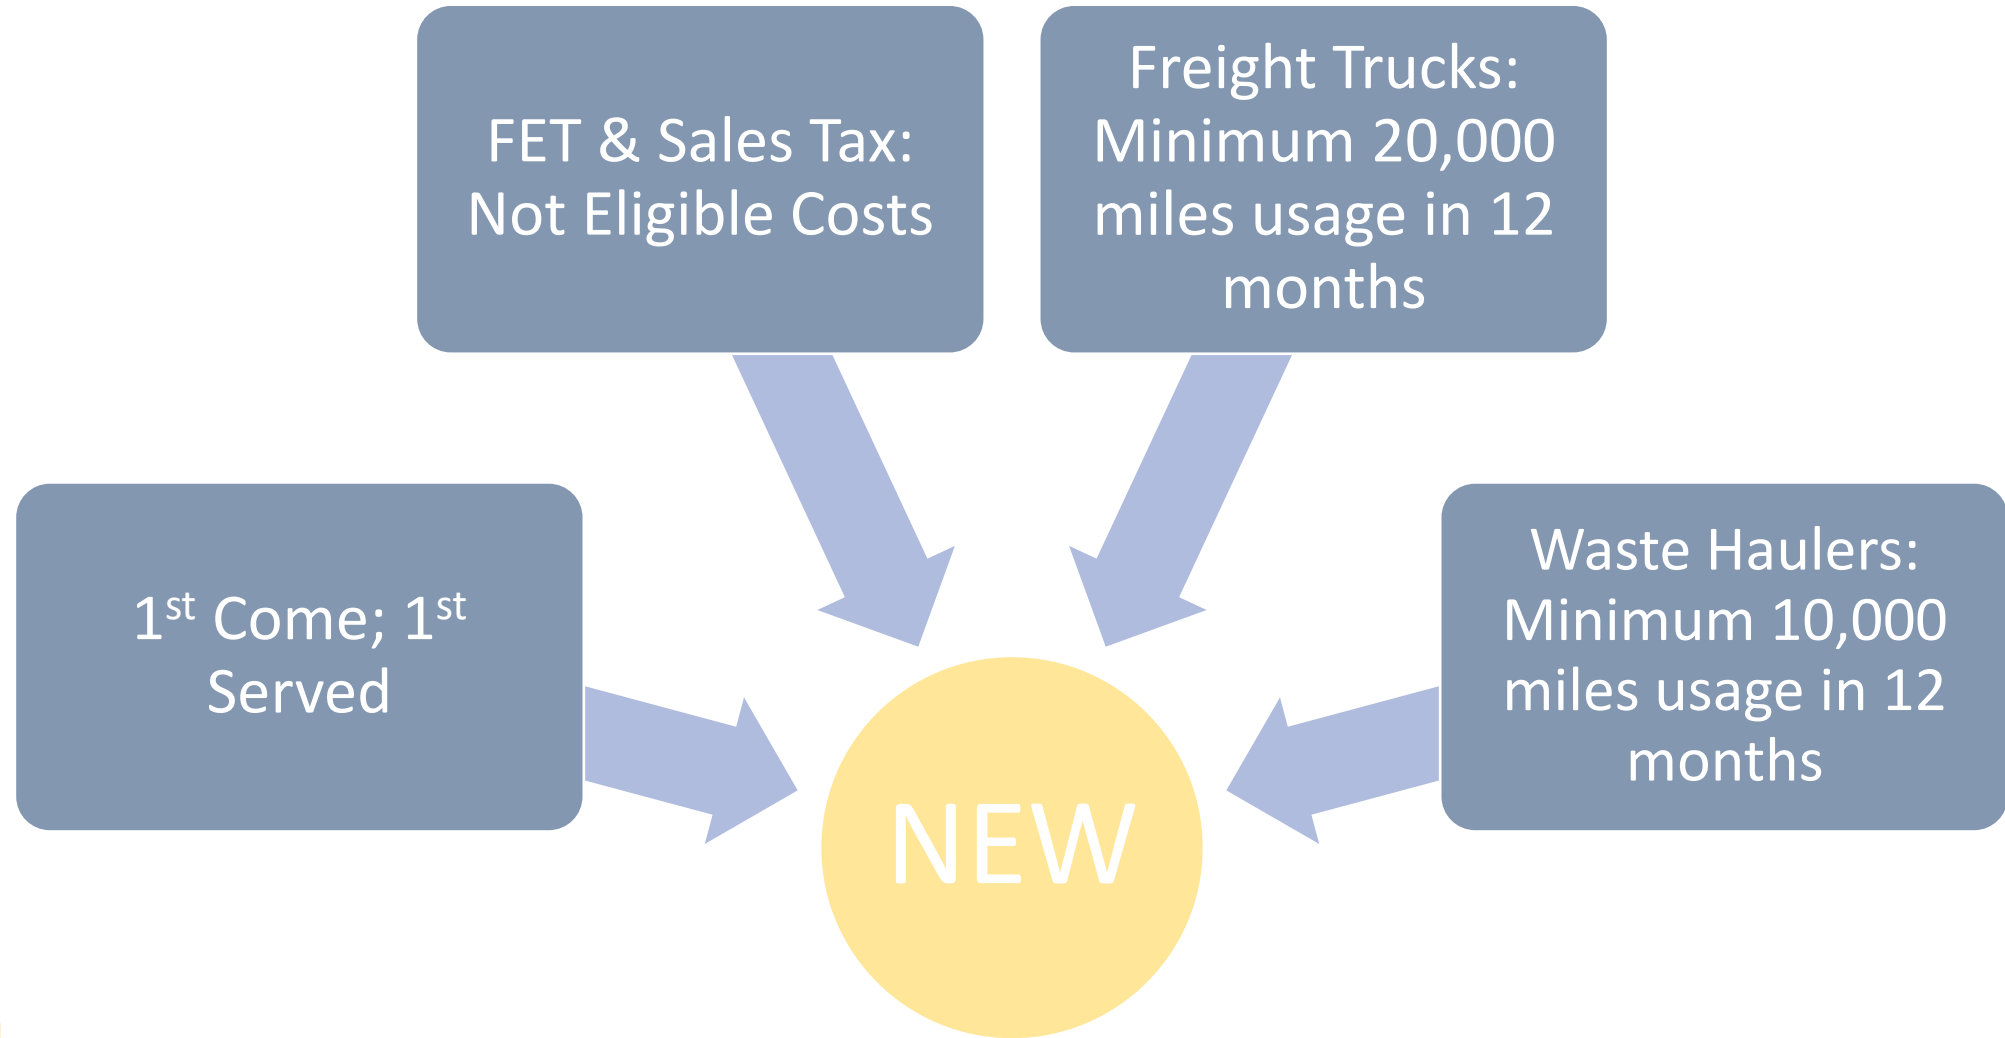 FET & Sales Tax:
Not Eligible Costs
Freight Trucks:
Minimum 20,000
miles usage in 12
months
1st Come; 1st
Served
Waste Haulers:
Minimum 10,000
miles usage in 12
months
NEW